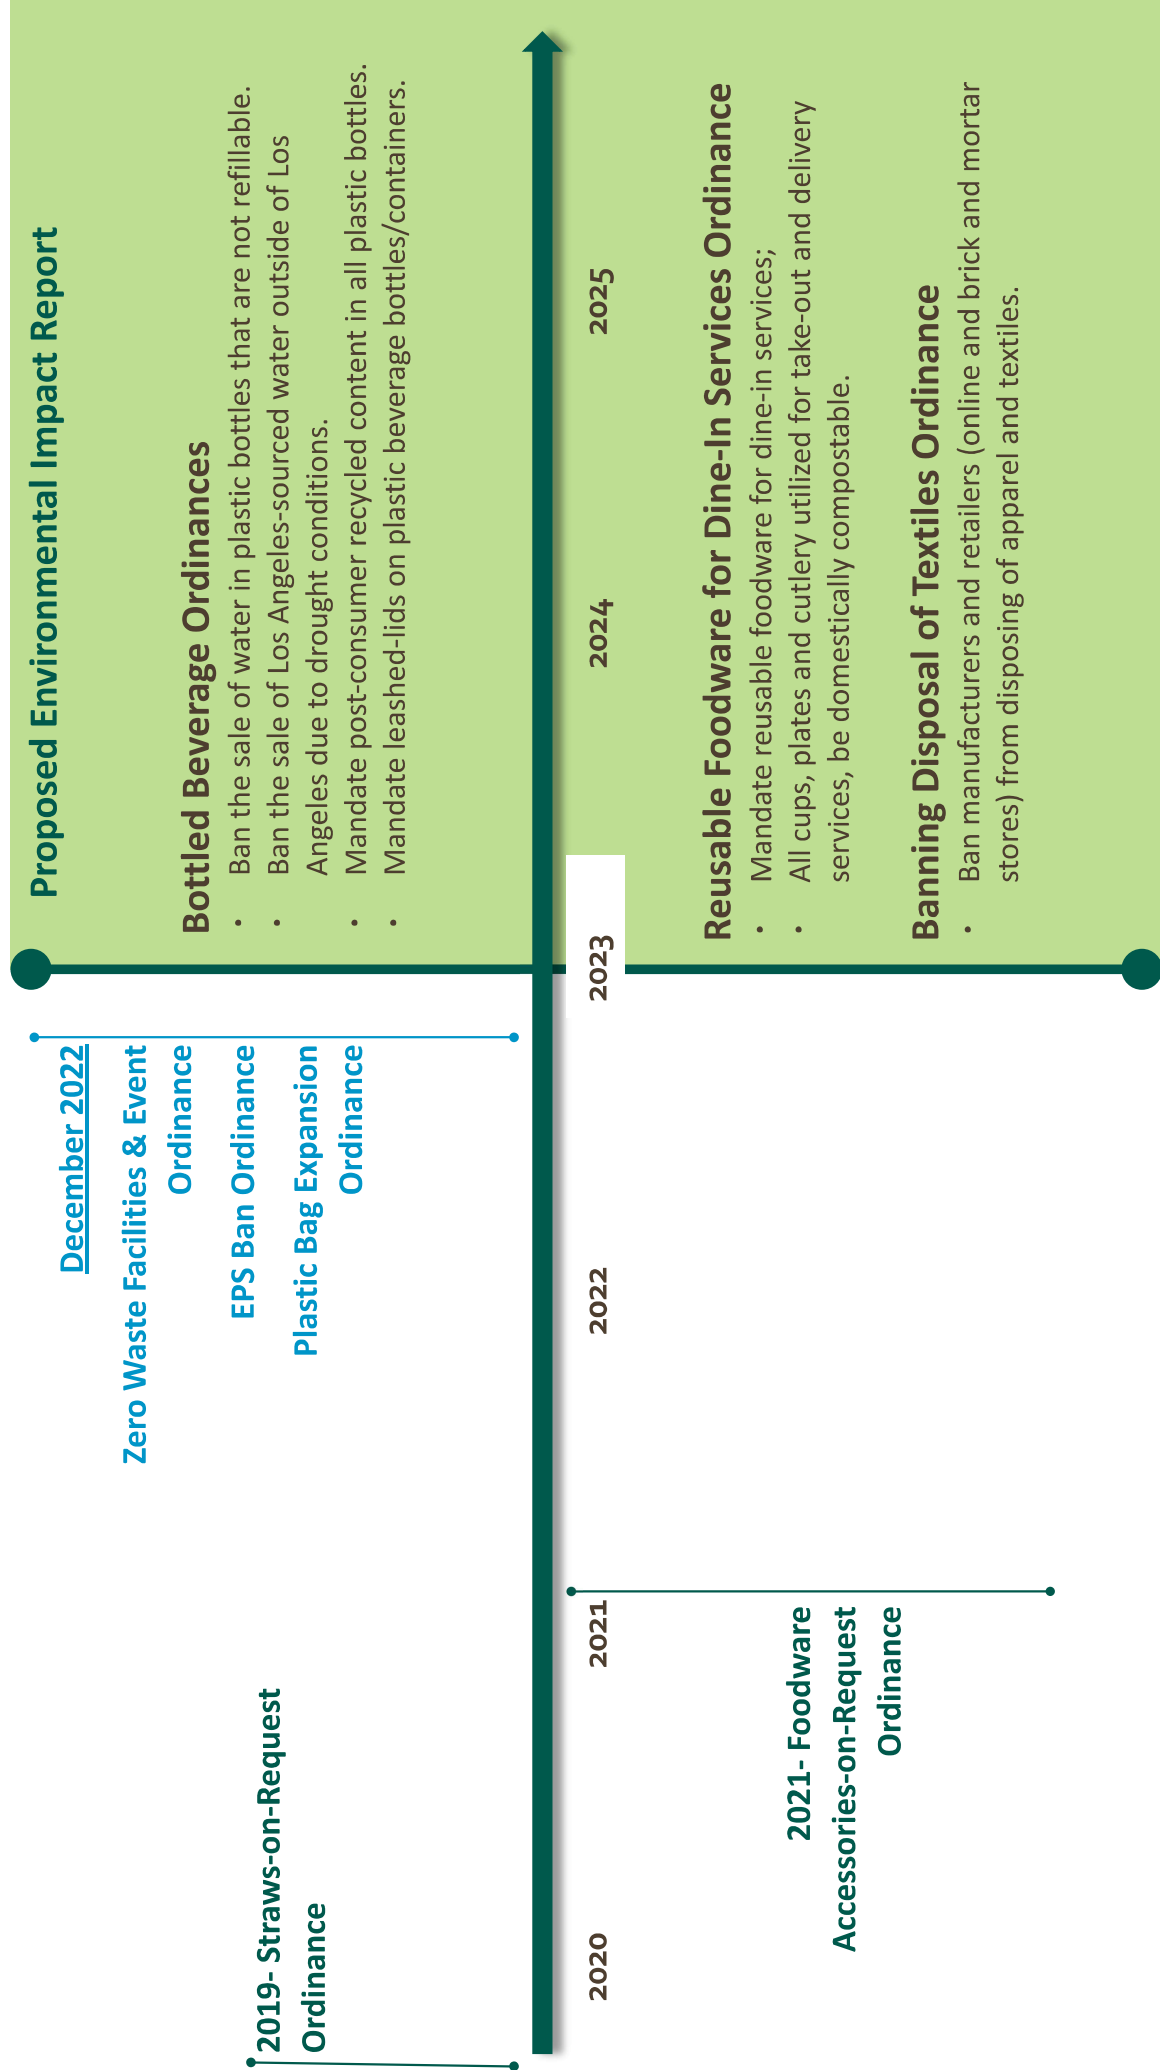 2019- Straws-on-Request
Ordinance
December 2022
Zero Waste Facilities & Event
Ordinance
EPS Ban Ordinance
Plastic Bag Expansion
Ordinance
Proposed Environmental Impact Report
Bottled Beverage Ordinances
• Ban the sale of water in plastic bottles that are not refillable.
• Ban the sale of Los Angeles-sourced water outside of Los
Angeles due to drought conditions.
• Mandate post-consumer recycled content in all plastic bottles.
• Mandate leashed-lids on plastic beverage bottles/containers.
2020 2021 2022 2023 2024 2025
2021- Foodware
Accessories-on-Request
Ordinance
Reusable Foodware for Dine-In Services Ordinance
• Mandate reusable foodware for dine-in services;
• All cups, plates and cutlery utilized for take-out and delivery
services, be domestically compostable.
Banning Disposal of Textiles Ordinance
• Ban manufacturers and retailers (online and brick and mortar
stores) from disposing of apparel and textiles.